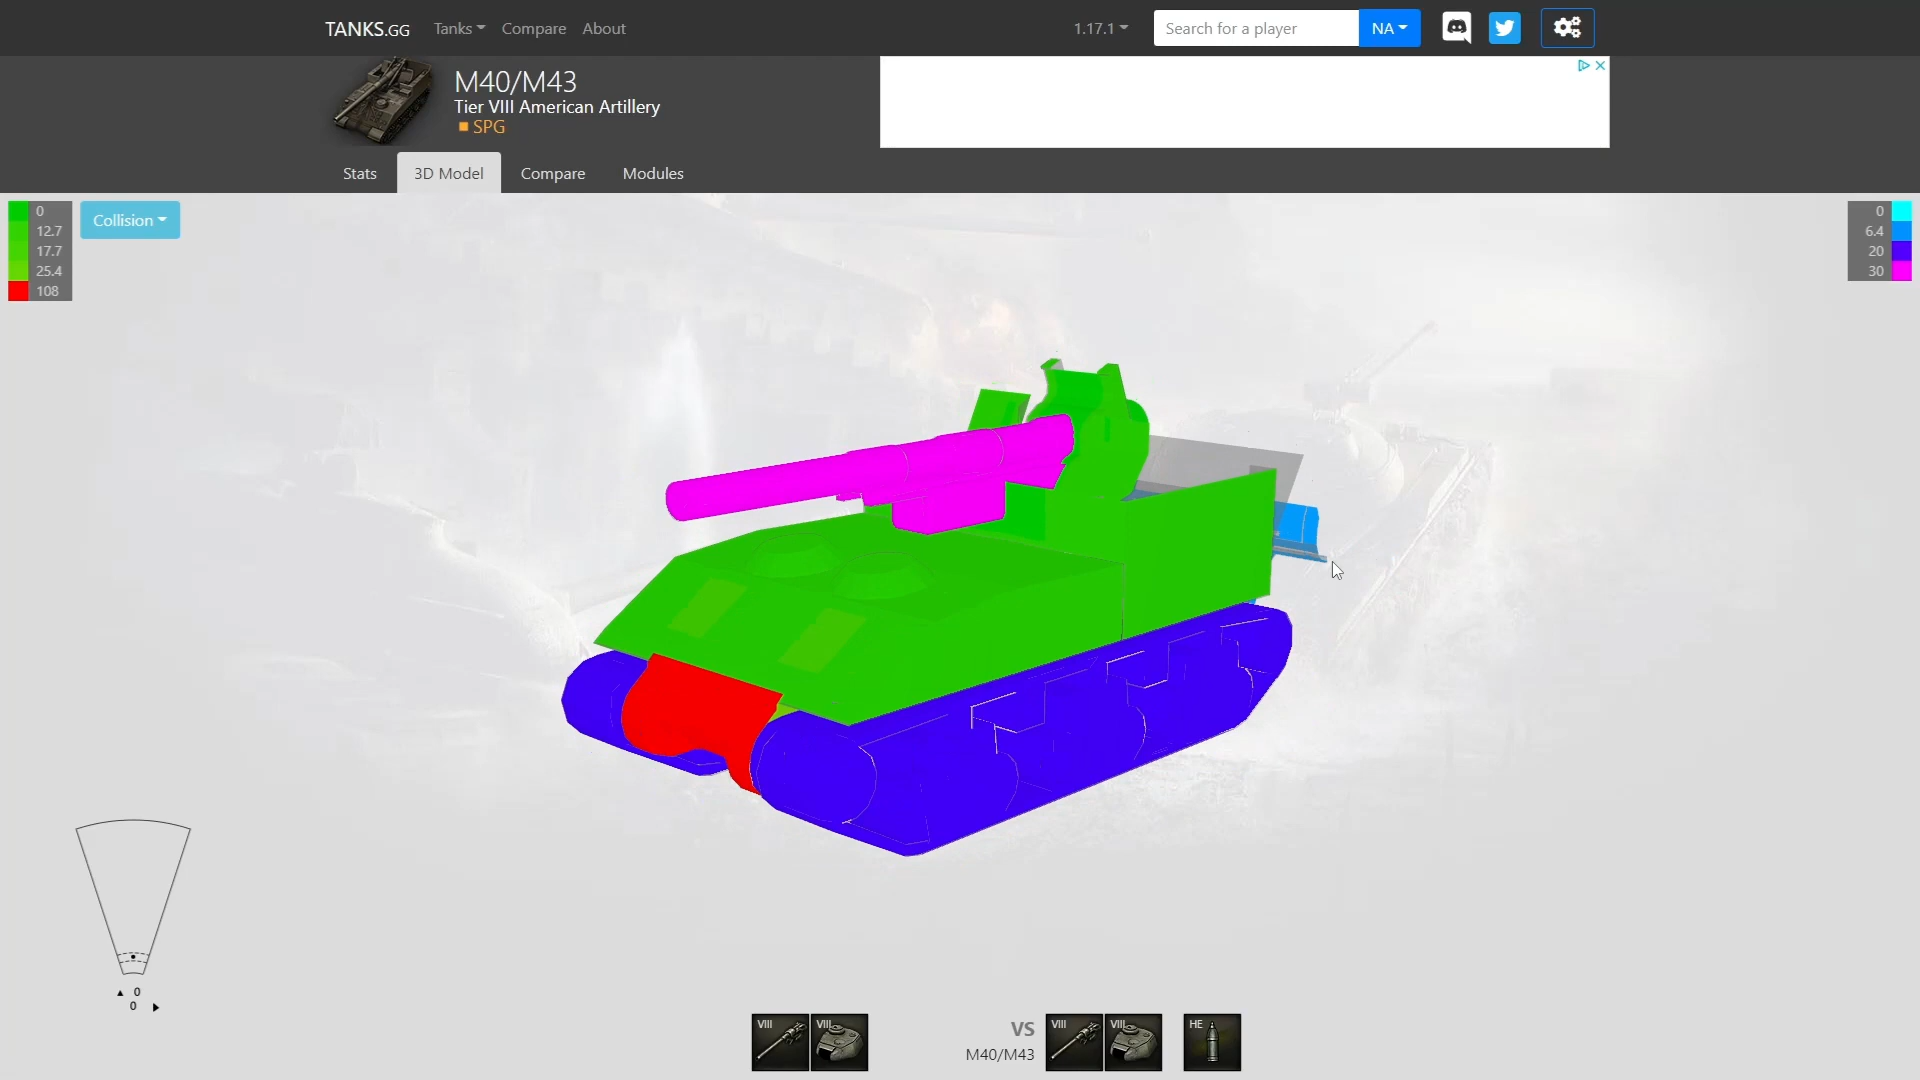 TANKS.GG Tanks Compare About 1.17.1 Search for a player NA
M40/M43
Tier VIII American Artillery
SPG
Stats 3D Model Compare Modules
Collision
0
12.7
17.7
25.4
108
0
6.4
20
30
0
0
VIII VIII VS VIII VIII HE
M40/M43